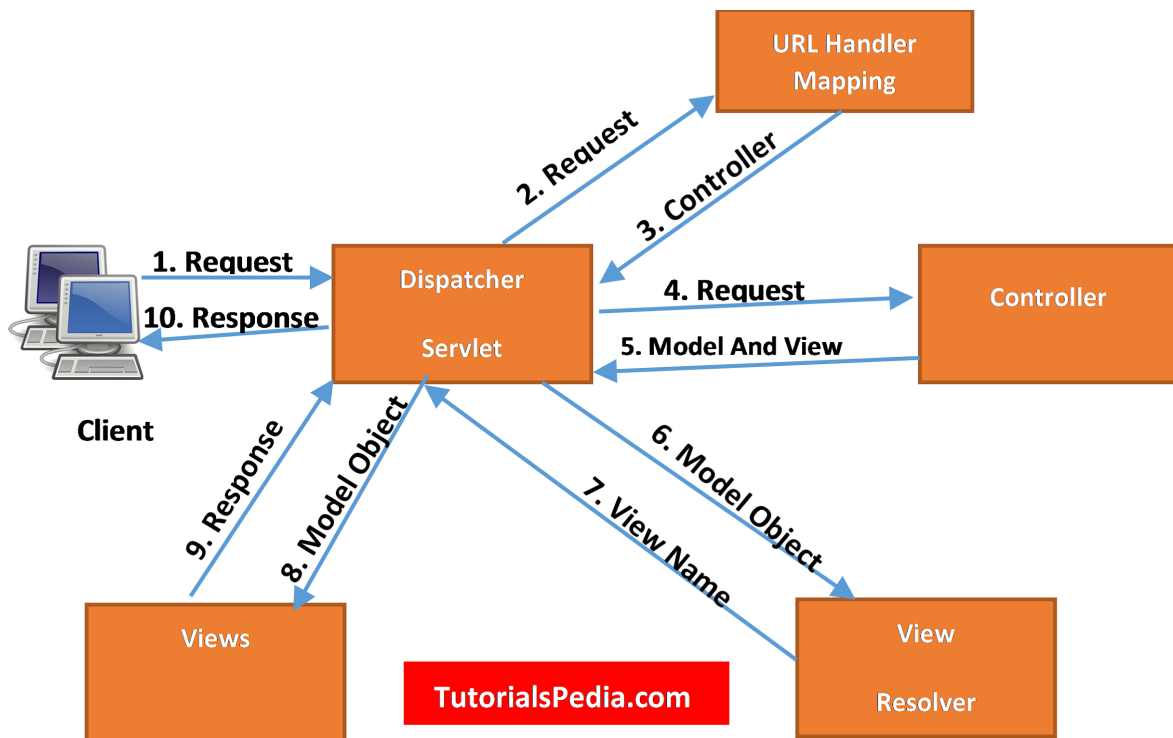 URL Handler
Mapping
2. Request
3. Controller
1. Request
Dispatcher
Servlet
4. Request
Controller
10. Response
5. Model And View
Client
6. Model Object
7. View Name
8. Model Object
9. Response
Views
View
Resolver
TutorialsPedia.com